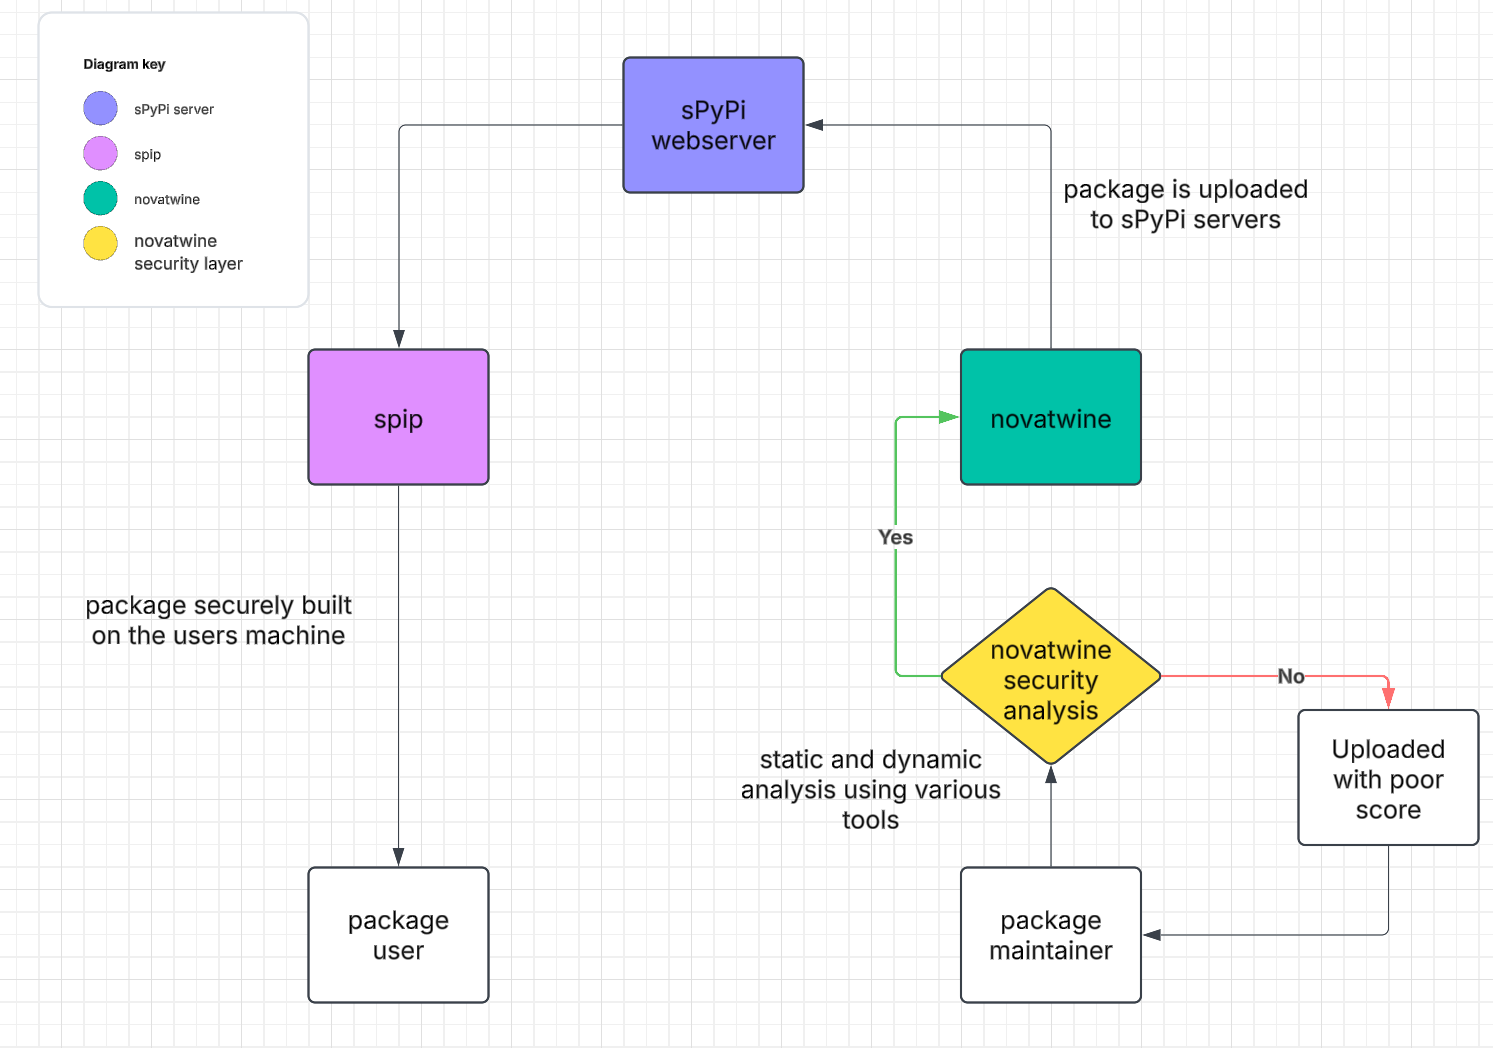 Diagram key
sPyPi server
spip
novatwine
novatwine
security layer
sPyPi
webserver
package is uploaded
to sPyPi servers
spip
novatwine
Yes
package securely built
on the users machine
novatwine
security
analysis
No
Uploaded
with poor
score
static and dynamic
analysis using various
tools
package
user
package
maintainer